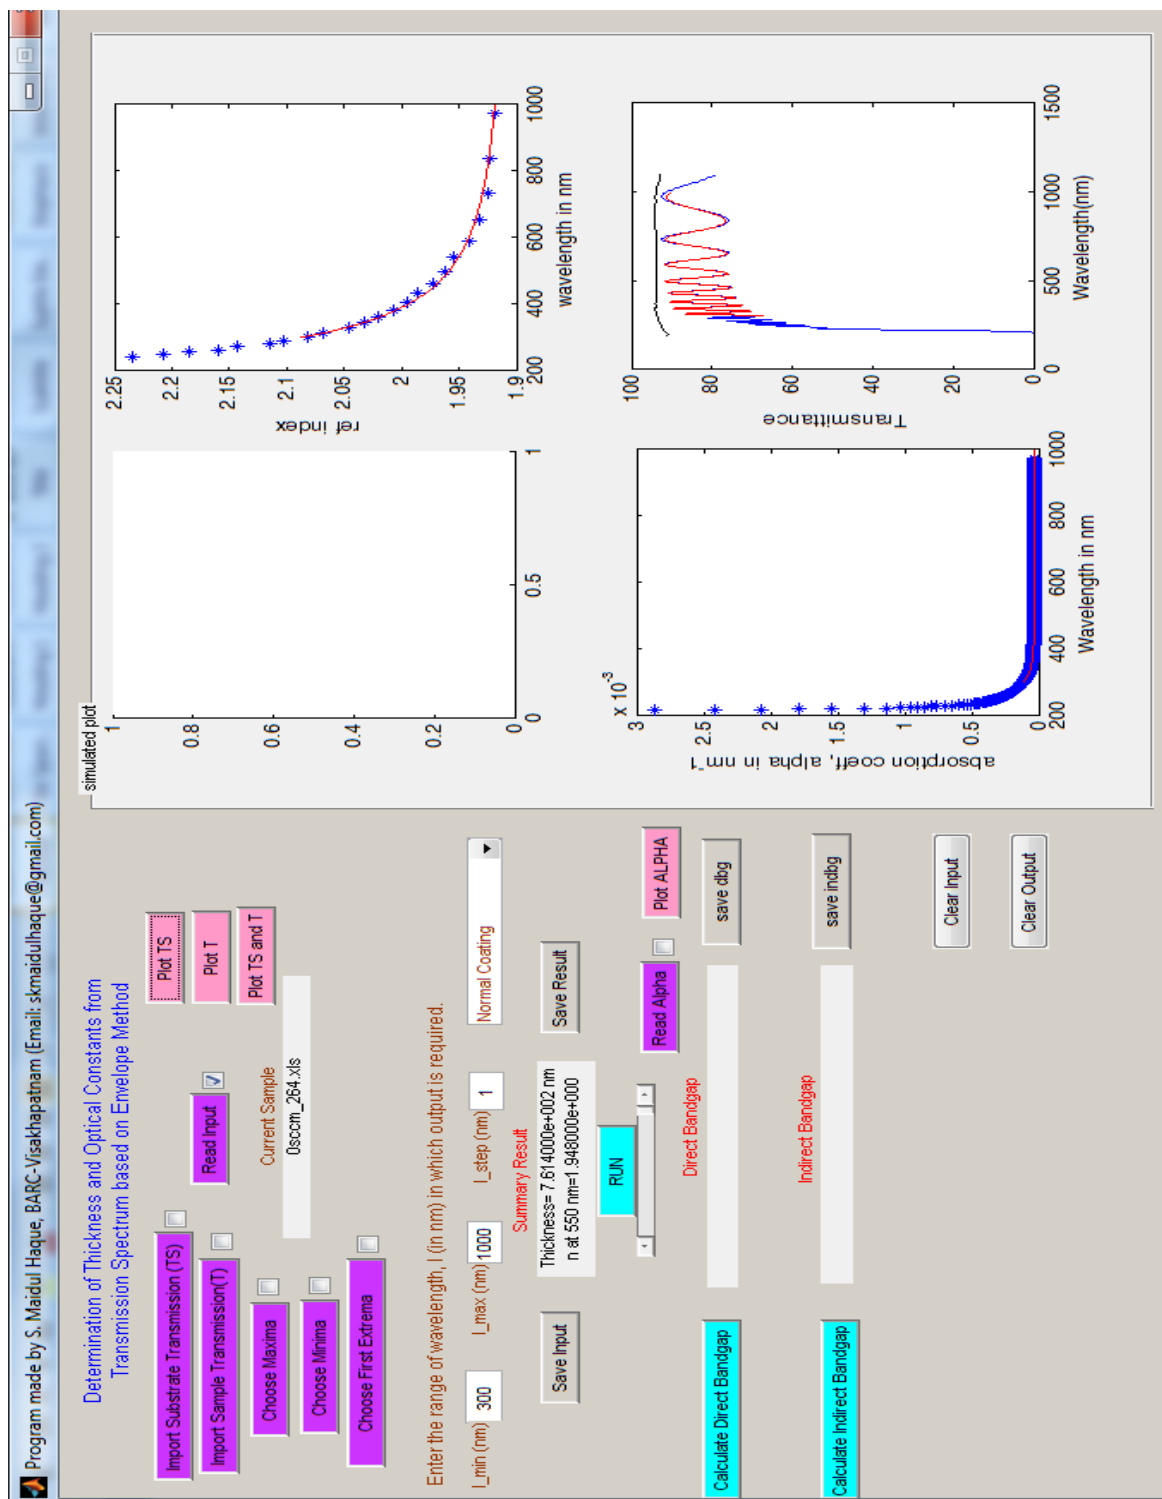 Program made by S. Maidul Haque, BARC-Visakhapatnam (Email: skmaidulhaque@gmail.com)
Determination of Thickness and Optical Constants from
Transmission Spectrum based on Envelope Method
Import Substrate Transmission (TS)
Plot TS
Import Sample Transmission(T)
Read Input
Plot T
Choose Maxima
Current Sample
Plot TS and T
Choose Minima
0sccm_264.xls
Choose First Extrema
Enter the range of wavelength, l (in nm) in which output is required.
l_min (nm) 300 l_max (nm) 1000 l_step (nm) 1 Normal Coating
Summary Result
Save Input
Thickness= 7.614000e+002 nm
n at 550 nm=1.948000e+000
Save Result
RUN
Read Alpha
Plot ALPHA
Direct Bandgap
Calculate Direct Bandgap
save dbg
Indirect Bandgap
Calculate Indirect Bandgap
save indbg
Clear Input
Clear Output
simulated plot
1
0.8
0.6
0.4
0.2
0
0 0.5 1
2.25
2.2
2.15
2.1
2.05
2
1.95
1.9
ref index
200 400 600 800 1000
wavelength in nm
x 10-3
3
2.5
2
1.5
1
0.5
0
absorption coeff, alpha in nm-1
200 400 600 800 1000
Wavelength in nm
100
80
60
40
20
0
Transmittance
0 500 1000 1500
Wavelength(nm)